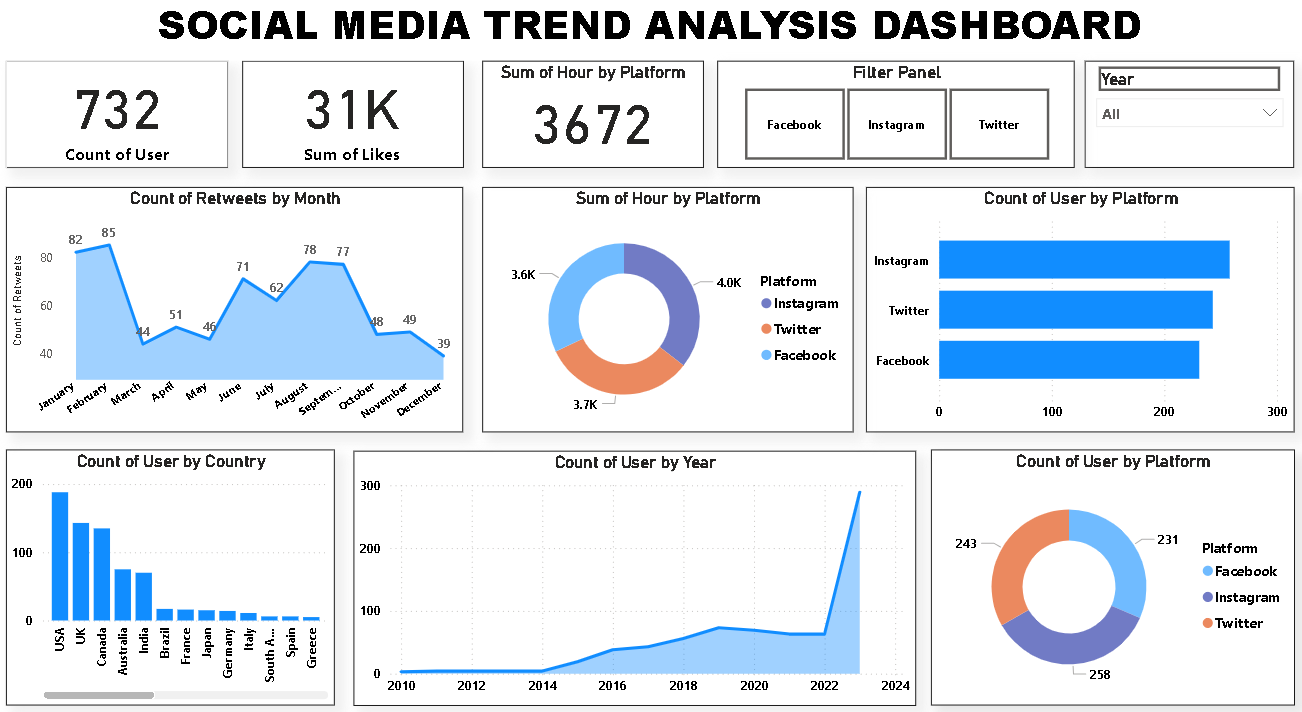 SOCIAL MEDIA TREND ANALYSIS DASHBOARD
732
Count of User
31K
Sum of Likes
Sum of Hour by Platform
3672
Filter Panel
Facebook
Instagram
Twitter
Year
All
Count of Retweets by Month
Count of Retweets
80
60
40
82
85
44
51
46
71
62
78
77
48
49
39
January
February
March
April
May
June
July
August
Septem...
October
November
December
Sum of Hour by Platform
3.6K
4.0K
3.7K
Platform
Instagram
Twitter
Facebook
Count of User by Platform
Instagram
Twitter
Facebook
0
100
200
300
Count of User by Country
200
100
0
USA
UK
Canada
Australia
India
Brazil
France
Japan
Germany
Italy
South A...
Spain
Greece
Count of User by Year
300
200
100
0
2010
2012
2014
2016
2018
2020
2022
2024
Count of User by Platform
243
231
258
Platform
Facebook
Instagram
Twitter